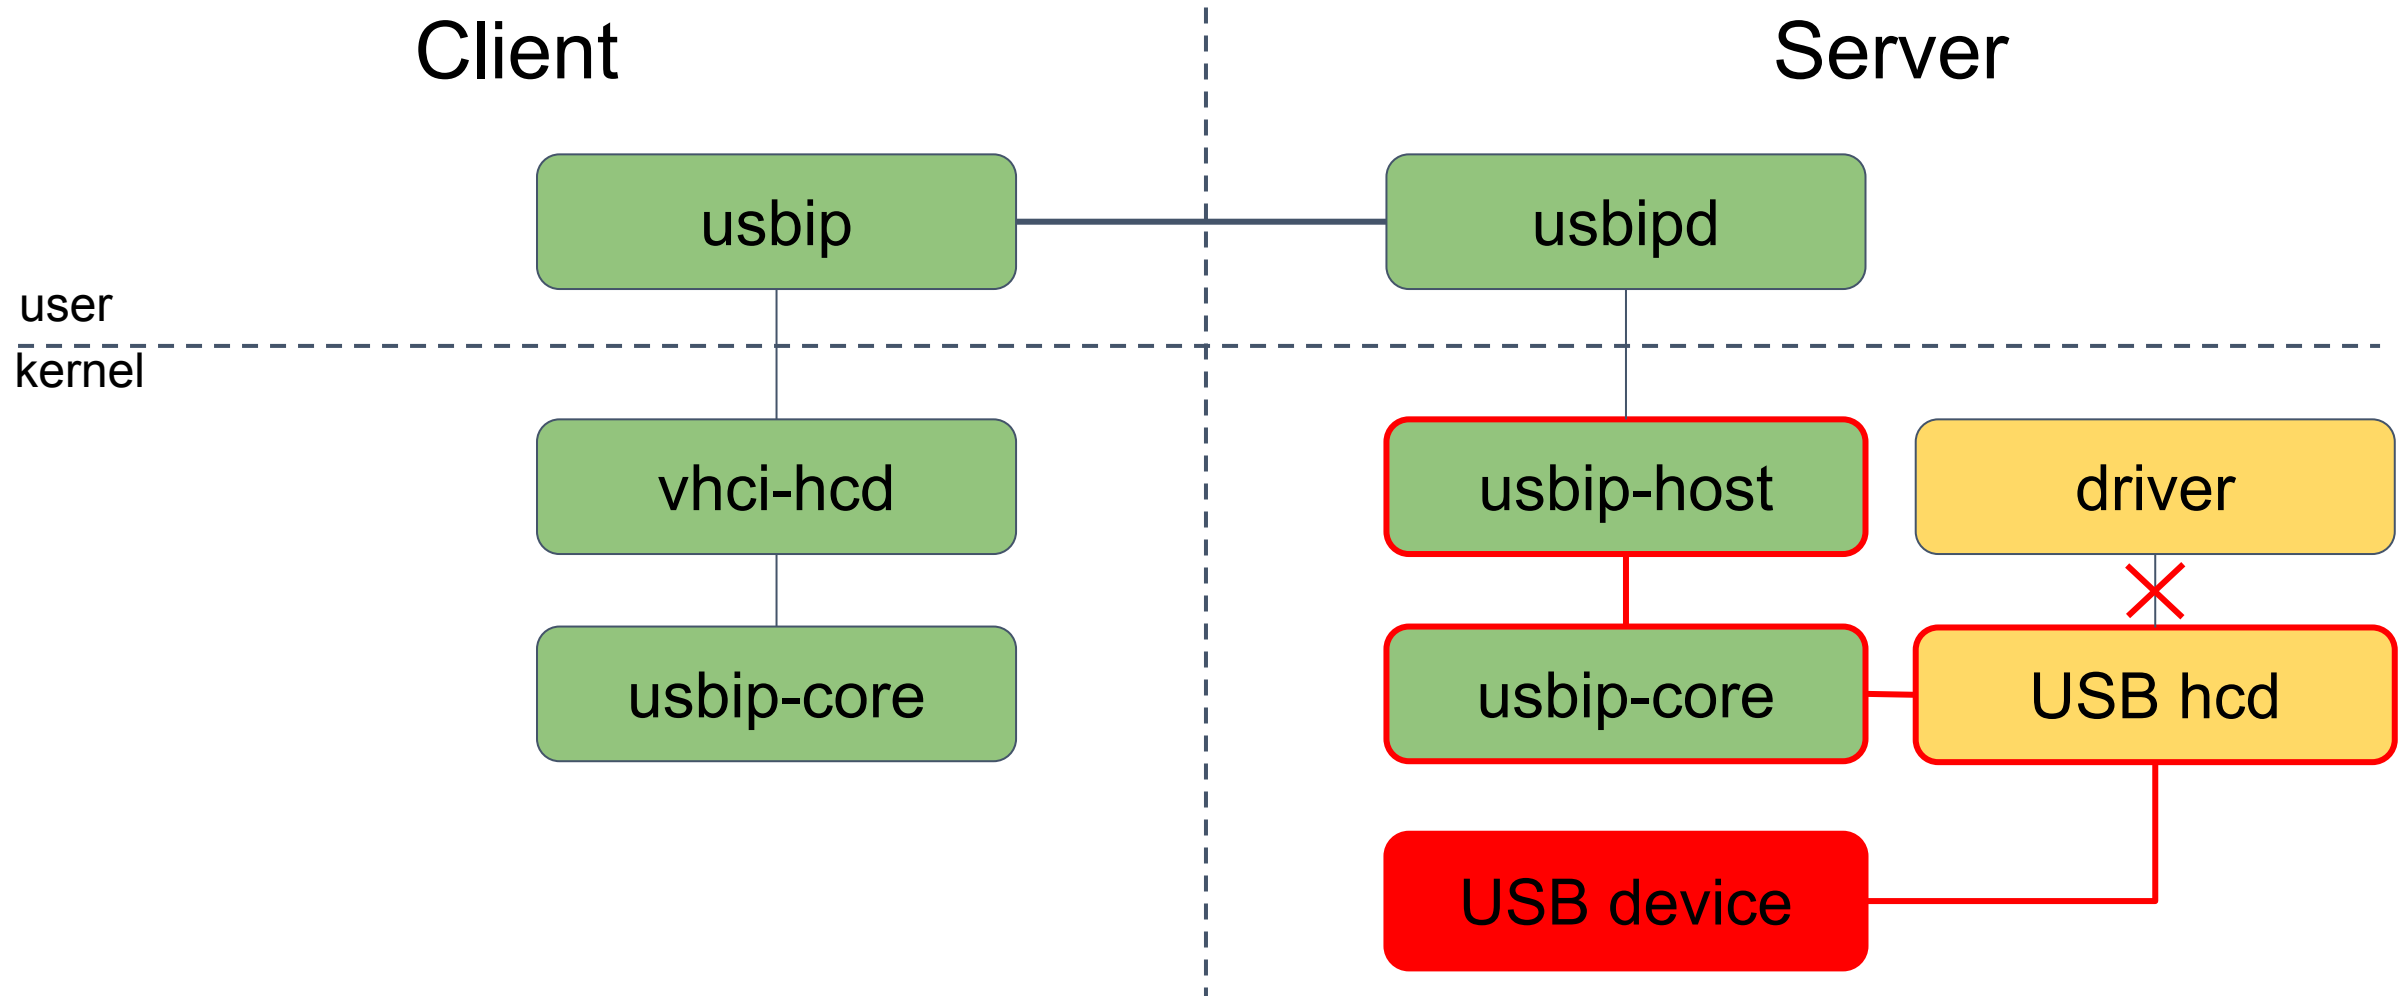 Client
Server
usbip
usbipd
user
kernel
vhci-hcd
usbip-host
driver
usbip-core
usbip-core
USB hcd
USB device